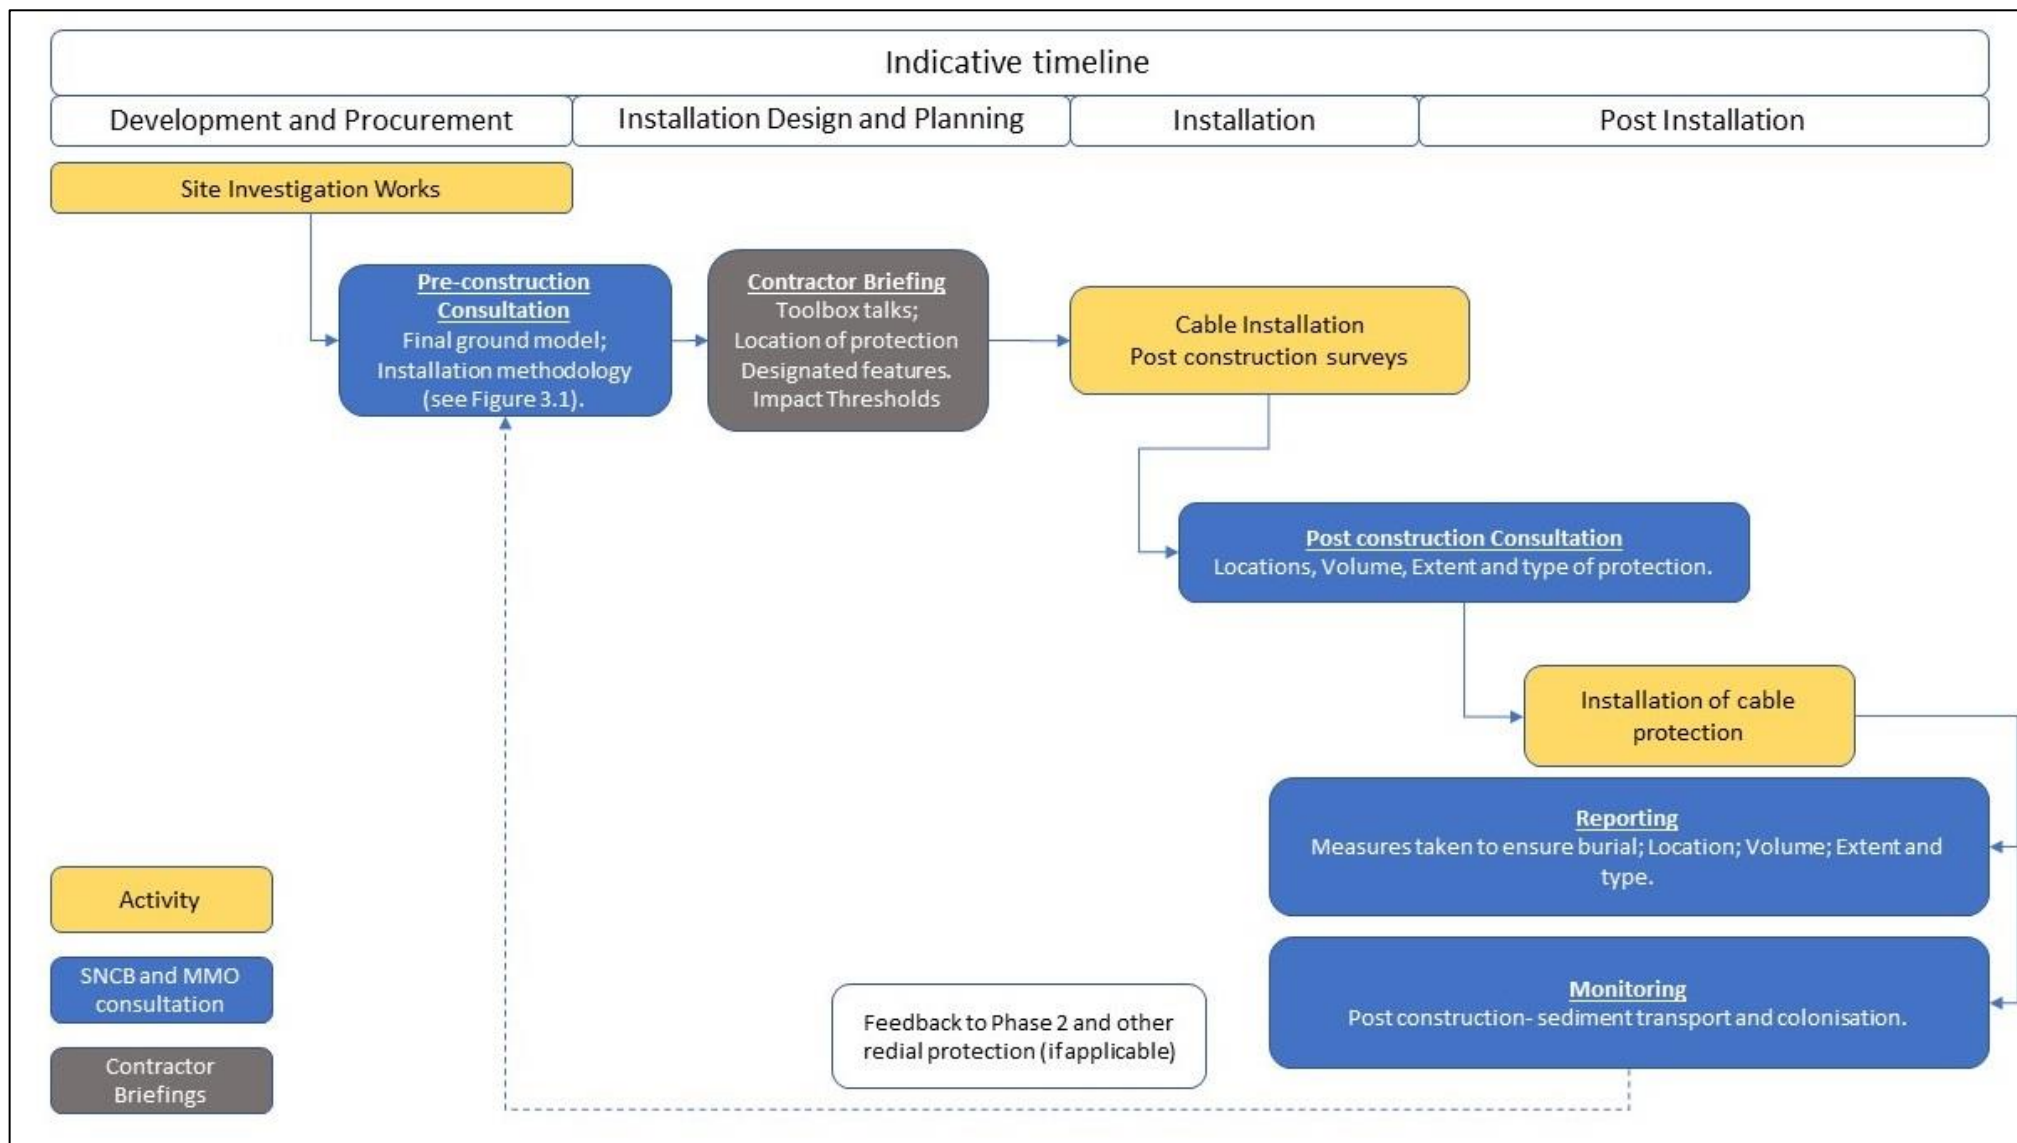 Indicative timeline
Development and Procurement
Installation Design and Planning
Installation
Post Installation
Site Investigation Works
Pre-construction
Consultation
Final ground model;
Installation methodology
(see Figure 3.1).
Contractor Briefing
Toolbox talks;
Location of protection
Designated features.
Impact Thresholds
Cable Installation
Post construction surveys
Post construction Consultation
Locations, Volume, Extent and type of protection.
Installation of cable
protection
Reporting
Measures taken to ensure burial; Location; Volume; Extent and
type.
Monitoring
Post construction- sediment transport and colonisation.
Feedback to Phase 2 and other
redial protection (if applicable)
Activity
SNCB and MMO
consultation
Contractor
Briefings